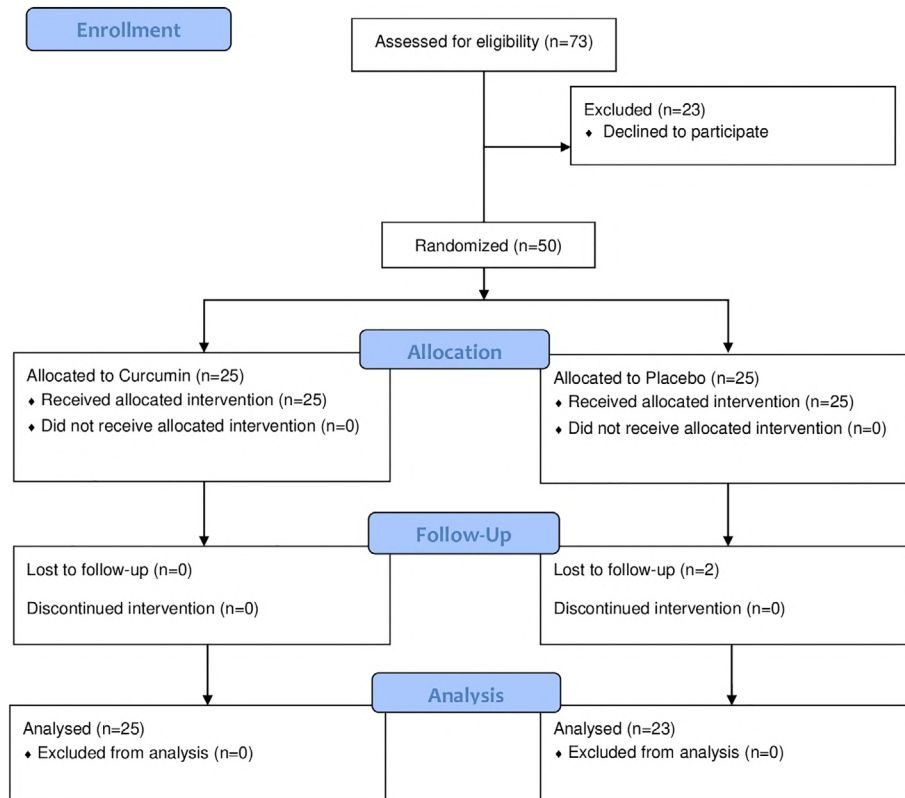 Enrollment
Assessed for eligibility (n=73)
Excluded (n=23)
♦ Declined to participate
Randomized (n=50)
Allocation
Allocated to Curcumin (n=25)
♦ Received allocated intervention (n=25)
♦ Did not receive allocated intervention (n=0)
Allocated to Placebo (n=25)
♦ Received allocated intervention (n=25)
♦ Did not receive allocated intervention (n=0)
Follow-Up
Lost to follow-up (n=0)
Discontinued intervention (n=0)
Lost to follow-up (n=2)
Discontinued intervention (n=0)
Analysis
Analysed (n=25)
♦ Excluded from analysis (n=0)
Analysed (n=23)
♦ Excluded from analysis (n=0)